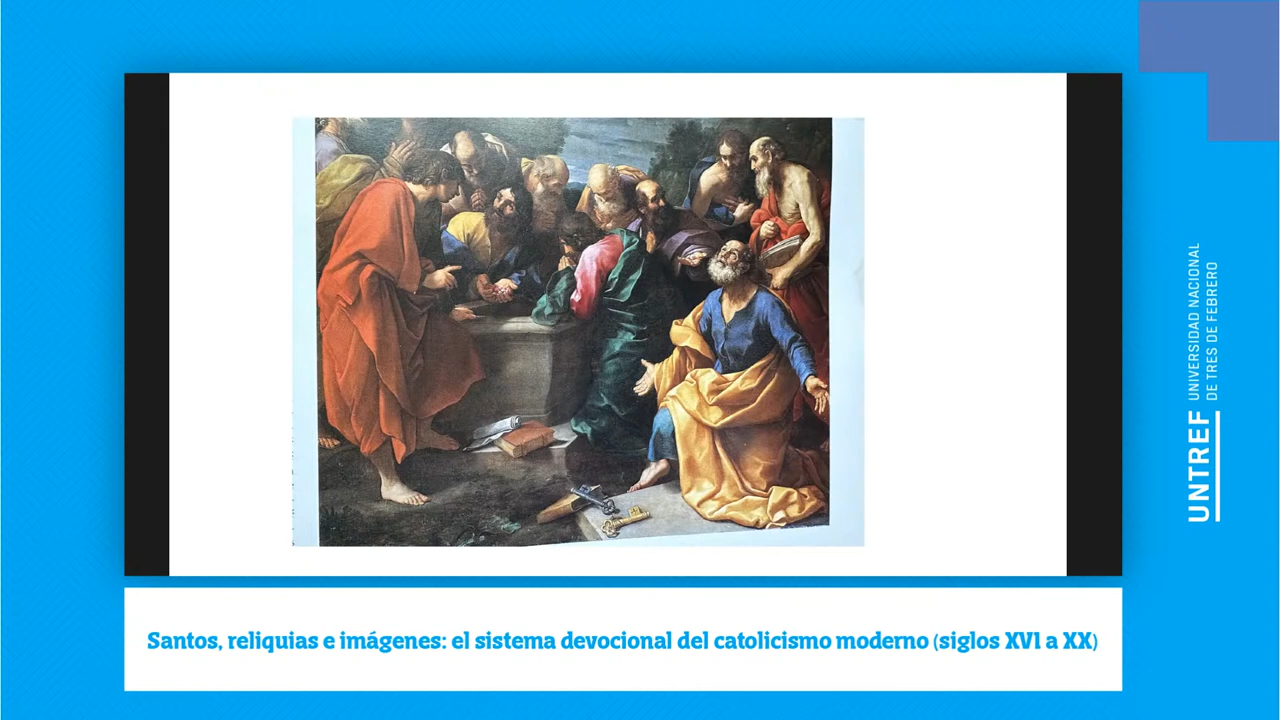 Santos, reliquias e imágenes: el sistema devocional del catolicismo moderno (siglos XVI a XX)
UNTREF
UNIVERSIDAD NACIONAL
DE TRES DE FEBRERO